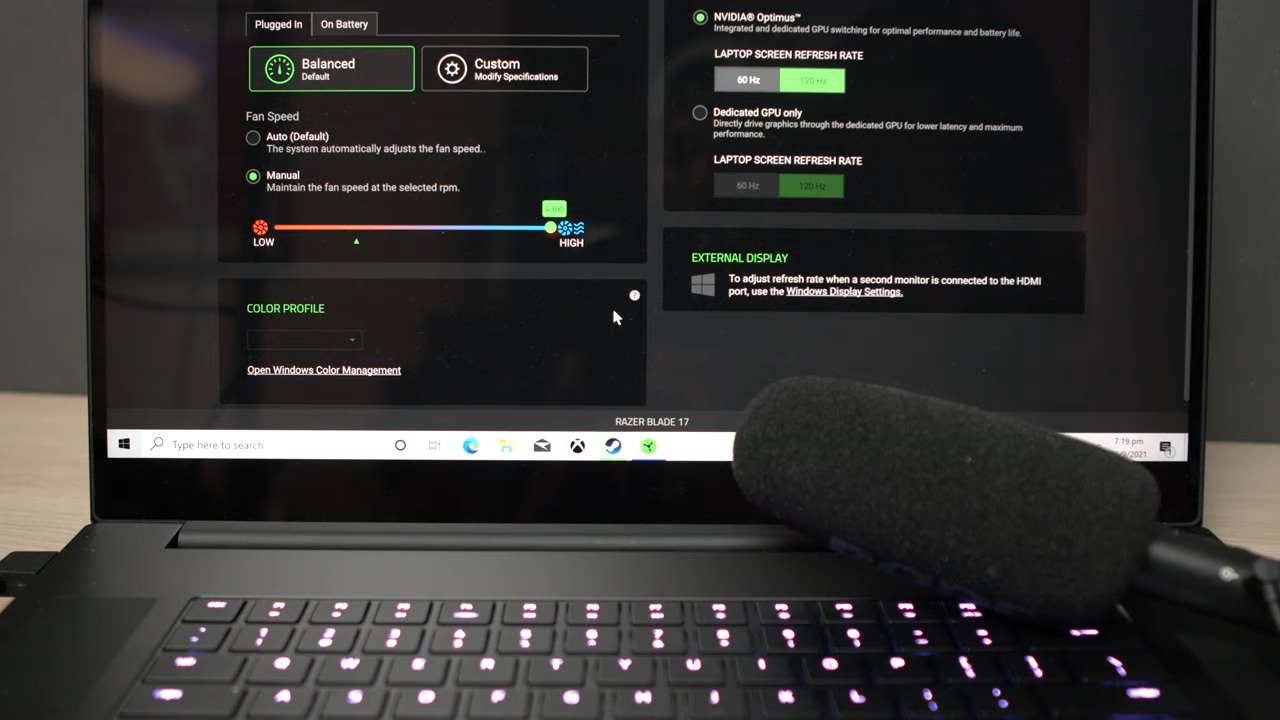 Plugged In
On Battery
Balanced
Default
Custom
Modify Specifications
Fan Speed
Auto (Default)
The system automatically adjusts the fan speed..
Manual
Maintain the fan speed at the selected rpm.
4300
LOW
HIGH
COLOR PROFILE
?
Open Windows Color Management
NVIDIA® Optimus™
Integrated and dedicated GPU switching for optimal performance and battery life.
LAPTOP SCREEN REFRESH RATE
60 Hz
120 Hz
Dedicated GPU only
Directly drive graphics through the dedicated GPU for lower latency and maximum
performance.
LAPTOP SCREEN REFRESH RATE
60 Hz
120 Hz
EXTERNAL DISPLAY
To adjust refresh rate when a second monitor is connected to the HDMI
port, use the Windows Display Settings.
RAZER BLADE 17
Type here to search
7:19 pm
/9/2021
Q W E R T Y U I O P
A S D F G H J K L